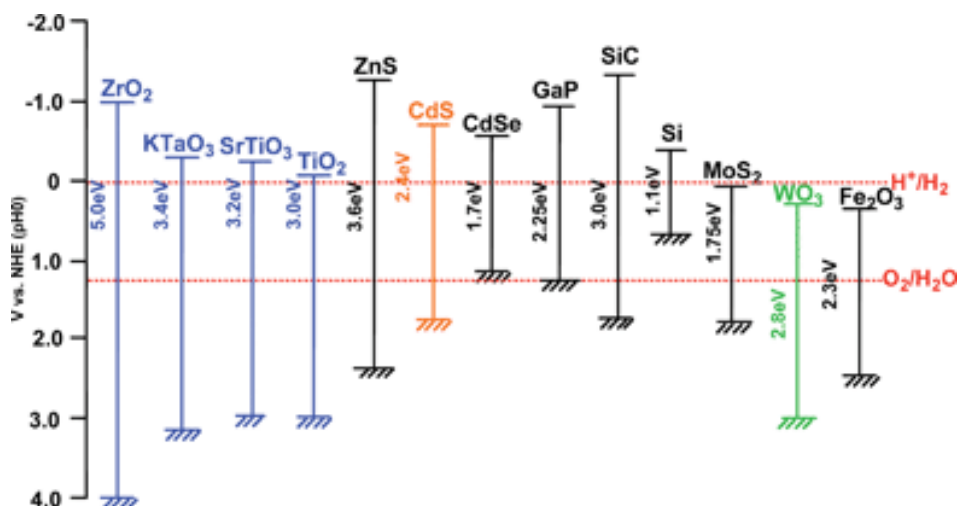 -2.0
-1.0
0
1.0
2.0
3.0
4.0
V vs. NHE (pH0)
ZrO₂
5.0eV
KTaO₃
3.4eV
SrTiO₃
3.2eV
TiO₂
3.0eV
ZnS
3.6eV
CdS
2.4eV
CdSe
1.7eV
GaP
2.25eV
SiC
3.0eV
Si
1.1eV
MoS₂
1.75eV
WO₃
2.8eV
Fe₂O₃
2.3eV
H⁺/H₂
O₂/H₂O